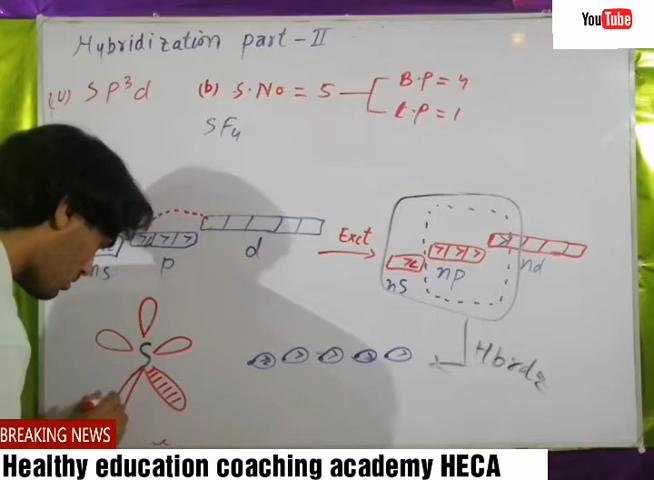 YouTube
Hybridization part - II
(v) SP³d (b) S.No = 5
B.P = 4
L.P = 1
SF₄
Exct
ns p d
ns np nd
S
BREAKING NEWS
Healthy education coaching academy HECA